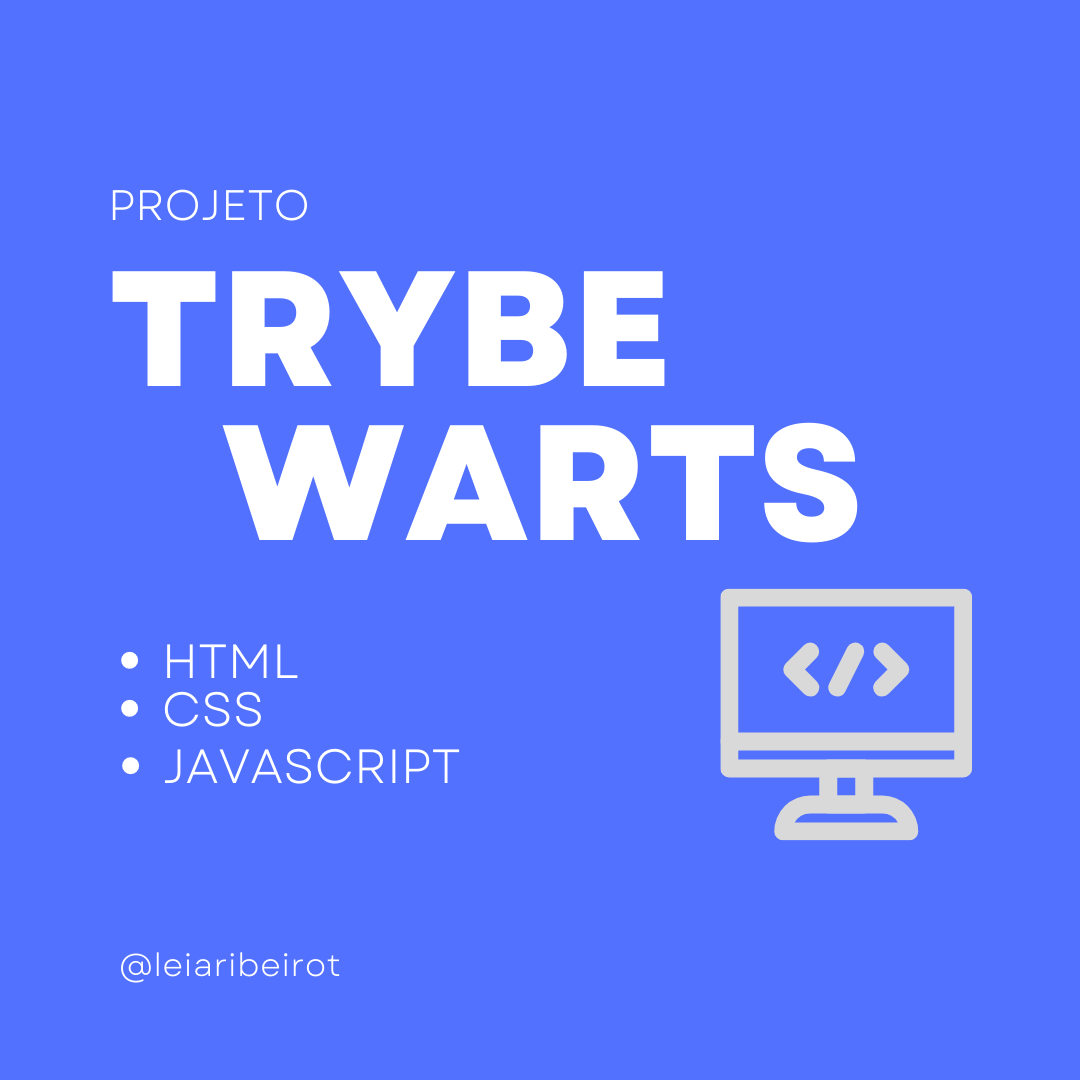 PROJETO
TRYBE
WARTS
• HTML
• CSS
• JAVASCRIPT
</>
@leiaribeirot